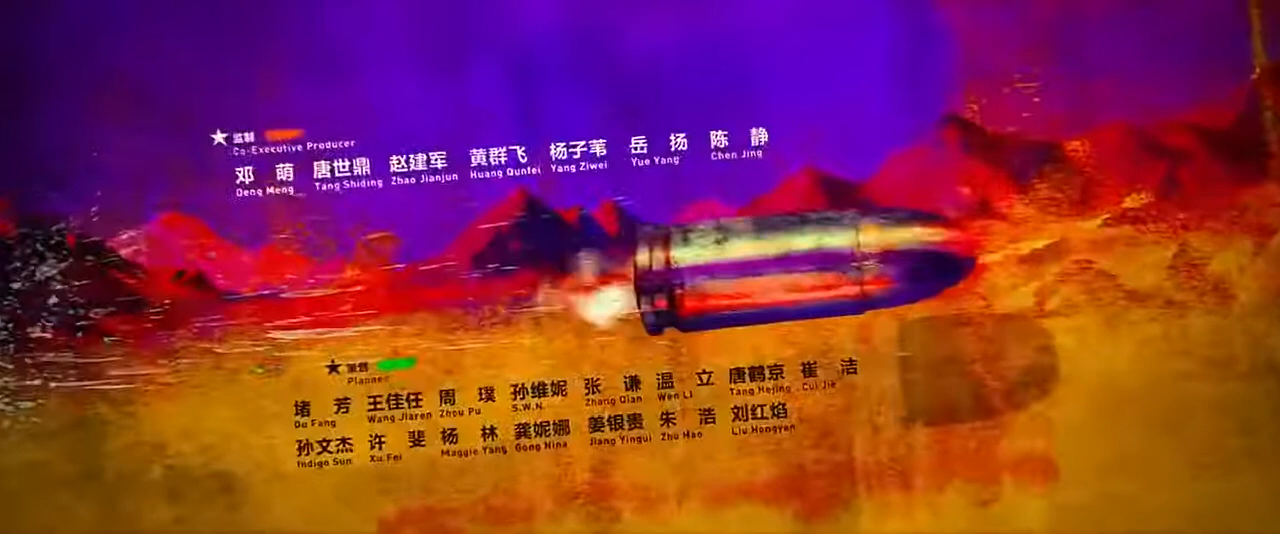 监制
Co-Executive Producer
邓萌 唐世鼎 赵建军 黄群飞 杨子苇 岳扬 陈静
Deng Meng Tang Shiding Zhao Jianjun Huang Qunfei Yang Ziwei Yue Yang Chen Jing
策划
Planner
堵芳 王佳任 周璞 孙维妮 张谦 温立 唐鹤京 崔洁
Du Fang Wang Jiaren Zhou Pu S.W.N. Zhang Qian Wen Li Tang Hejing Cui Jie
孙文杰 许斐 杨林 龚妮娜 姜银贵 朱浩 刘红焰
Indigo Sun Xu Fei Maggie Yang Gong Nina Jiang Yingui Zhu Hao Liu Hongyan